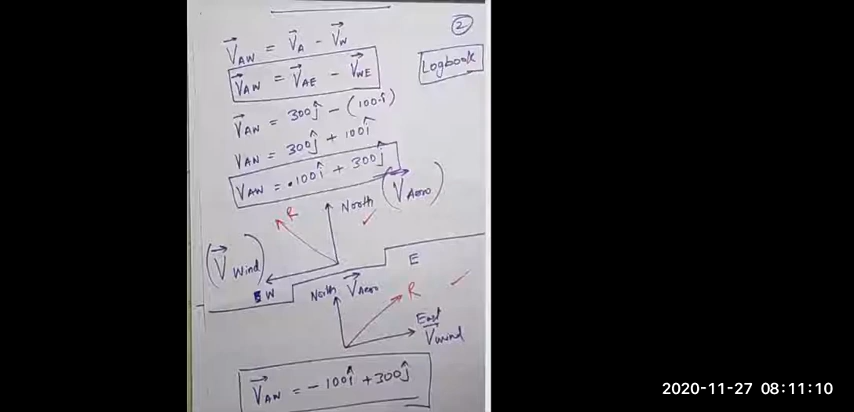 ②
V⃗AW = V⃗A − V⃗W
Logbook
V⃗AW = V⃗AE − V⃗WE
V⃗AW = 300ĵ − (100î)
VAW = 300ĵ + 100î
V⃗AW = 100î + 300ĵ
R
North (V⃗Aero)
(V⃗Wind)
W
E
North V⃗Aero
R
East
V⃗wind
V⃗AW = −100î + 300ĵ
2020-11-27 08:11:10